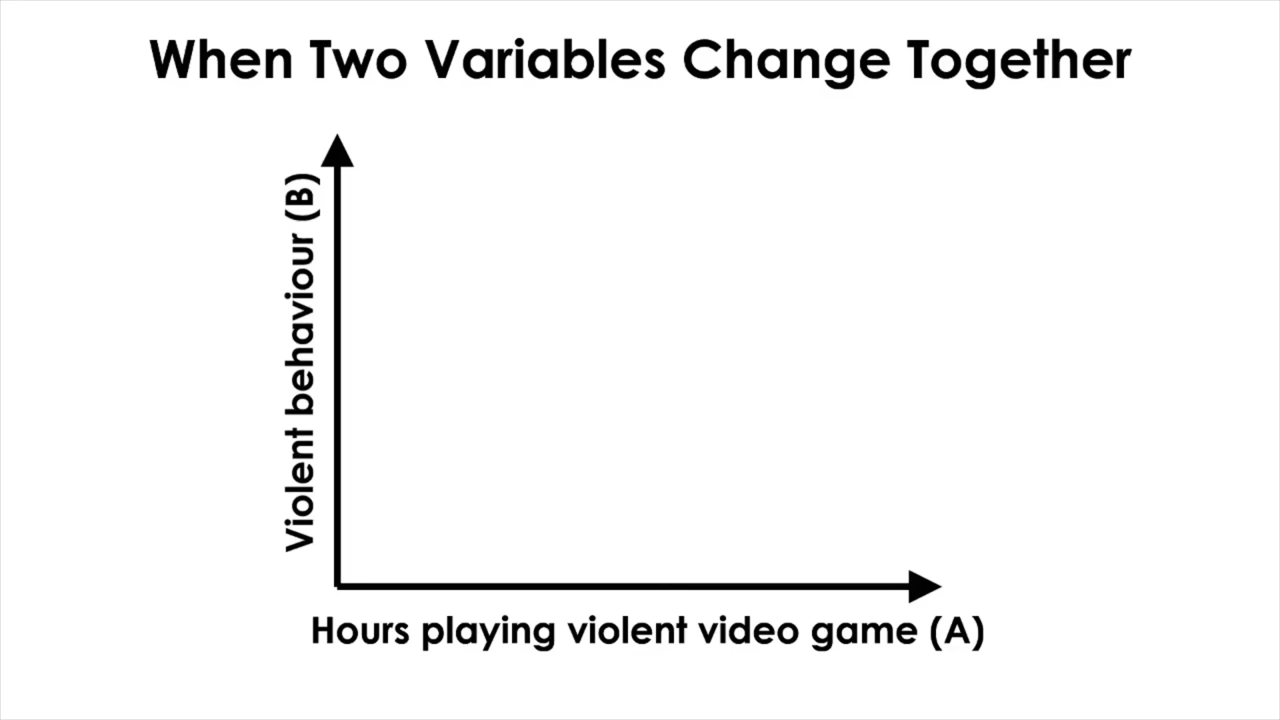 When Two Variables Change Together
Violent behaviour (B)
Hours playing violent video game (A)